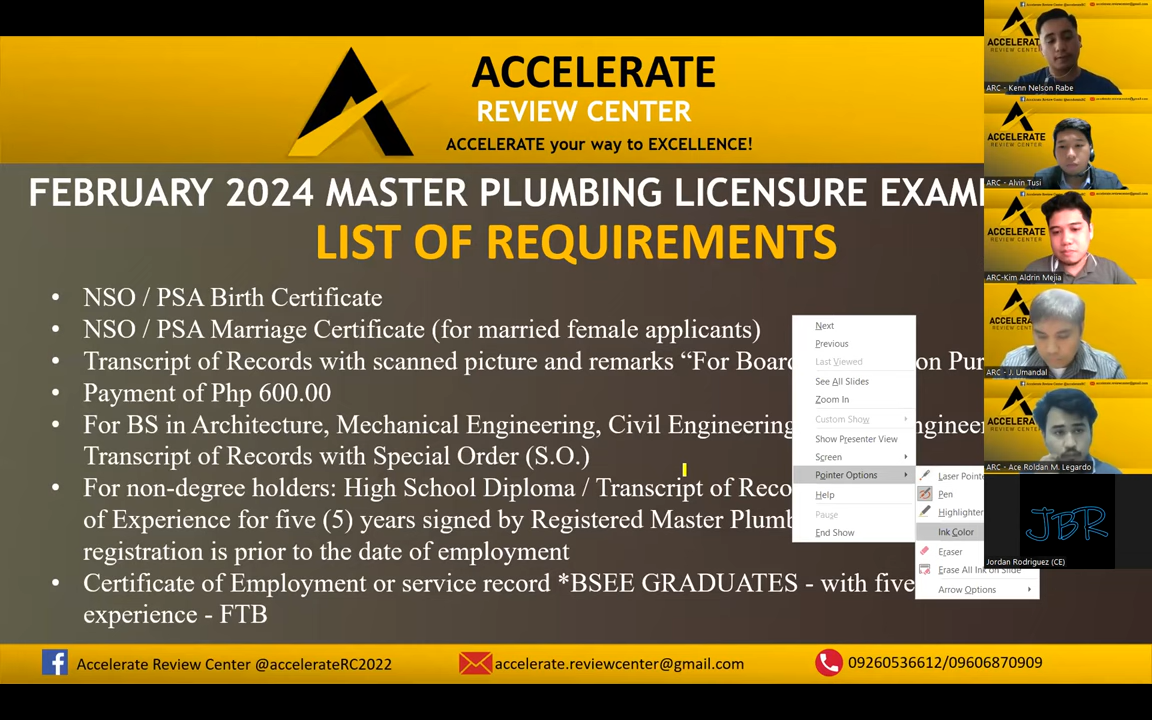 ACCELERATE
REVIEW CENTER
ACCELERATE your way to EXCELLENCE!
FEBRUARY 2024 MASTER PLUMBING LICENSURE EXAM
LIST OF REQUIREMENTS
• NSO / PSA Birth Certificate
• NSO / PSA Marriage Certificate (for married female applicants)
• Transcript of Records with scanned picture and remarks “For Boar on Pur
• Payment of Php 600.00
• For BS in Architecture, Mechanical Engineering, Civil Engineering ngineer
Transcript of Records with Special Order (S.O.)
• For non-degree holders: High School Diploma / Transcript of Reco
of Experience for five (5) years signed by Registered Master Plumb
registration is prior to the date of employment
• Certificate of Employment or service record *BSEE GRADUATES - with five
experience - FTB
Next
Previous
Last Viewed
See All Slides
Zoom In
Custom Show
Show Presenter View
Screen
Pointer Options
Help
Pause
End Show
Laser Pointe
Pen
Highlighter
Ink Color
Eraser
Erase All Ink on Slide
Arrow Options
Accelerate Review Center @accelerateRC2022
accelerate.reviewcenter@gmail.com
09260536612/09606870909
ACCELERAT
ARC - Kenn Nelson Rabe
ACCELERATE
REVIEW CENTER
ARC - Alvin Tusi
ACCELERATE
REVIEW CENTER
ARC-Kim Aldrin Mejia
ACCELERATE
REVIEW CENTER
ARC - J. Umandal
ACCELERATE
ARC - Ace Roldan M. Legardo
JBR
Jordan Rodriguez (CE)